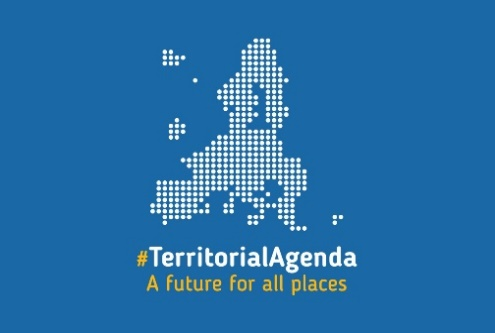 #TerritorialAgenda
A future for all places